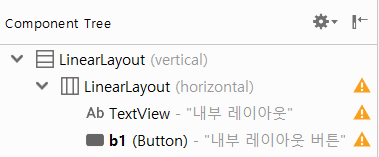 Component Tree
LinearLayout (vertical)
LinearLayout (horizontal)
Ab TextView - "내부 레이아웃"
b1 (Button) - "내부 레이아웃 버튼"